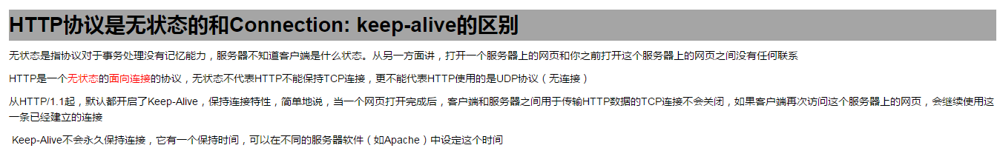 HTTP协议是无状态的和Connection: keep-alive的区别
无状态是指协议对于事务处理没有记忆能力，服务器不知道客户端是什么状态。从另一方面讲，打开一个服务器上的网页和你之前打开这个服务器上的网页之间没有任何联系
HTTP是一个无状态的面向连接的协议，无状态不代表HTTP不能保持TCP连接，更不能代表HTTP使用的是UDP协议（无连接）
从HTTP/1.1起，默认都开启了Keep-Alive，保持连接特性，简单地说，当一个网页打开完成后，客户端和服务器之间用于传输HTTP数据的TCP连接不会关闭，如果客户端再次访问这个服务器上的网页，会继续使用这
一条已经建立的连接
Keep-Alive不会永久保持连接，它有一个保持时间，可以在不同的服务器软件（如Apache）中设定这个时间